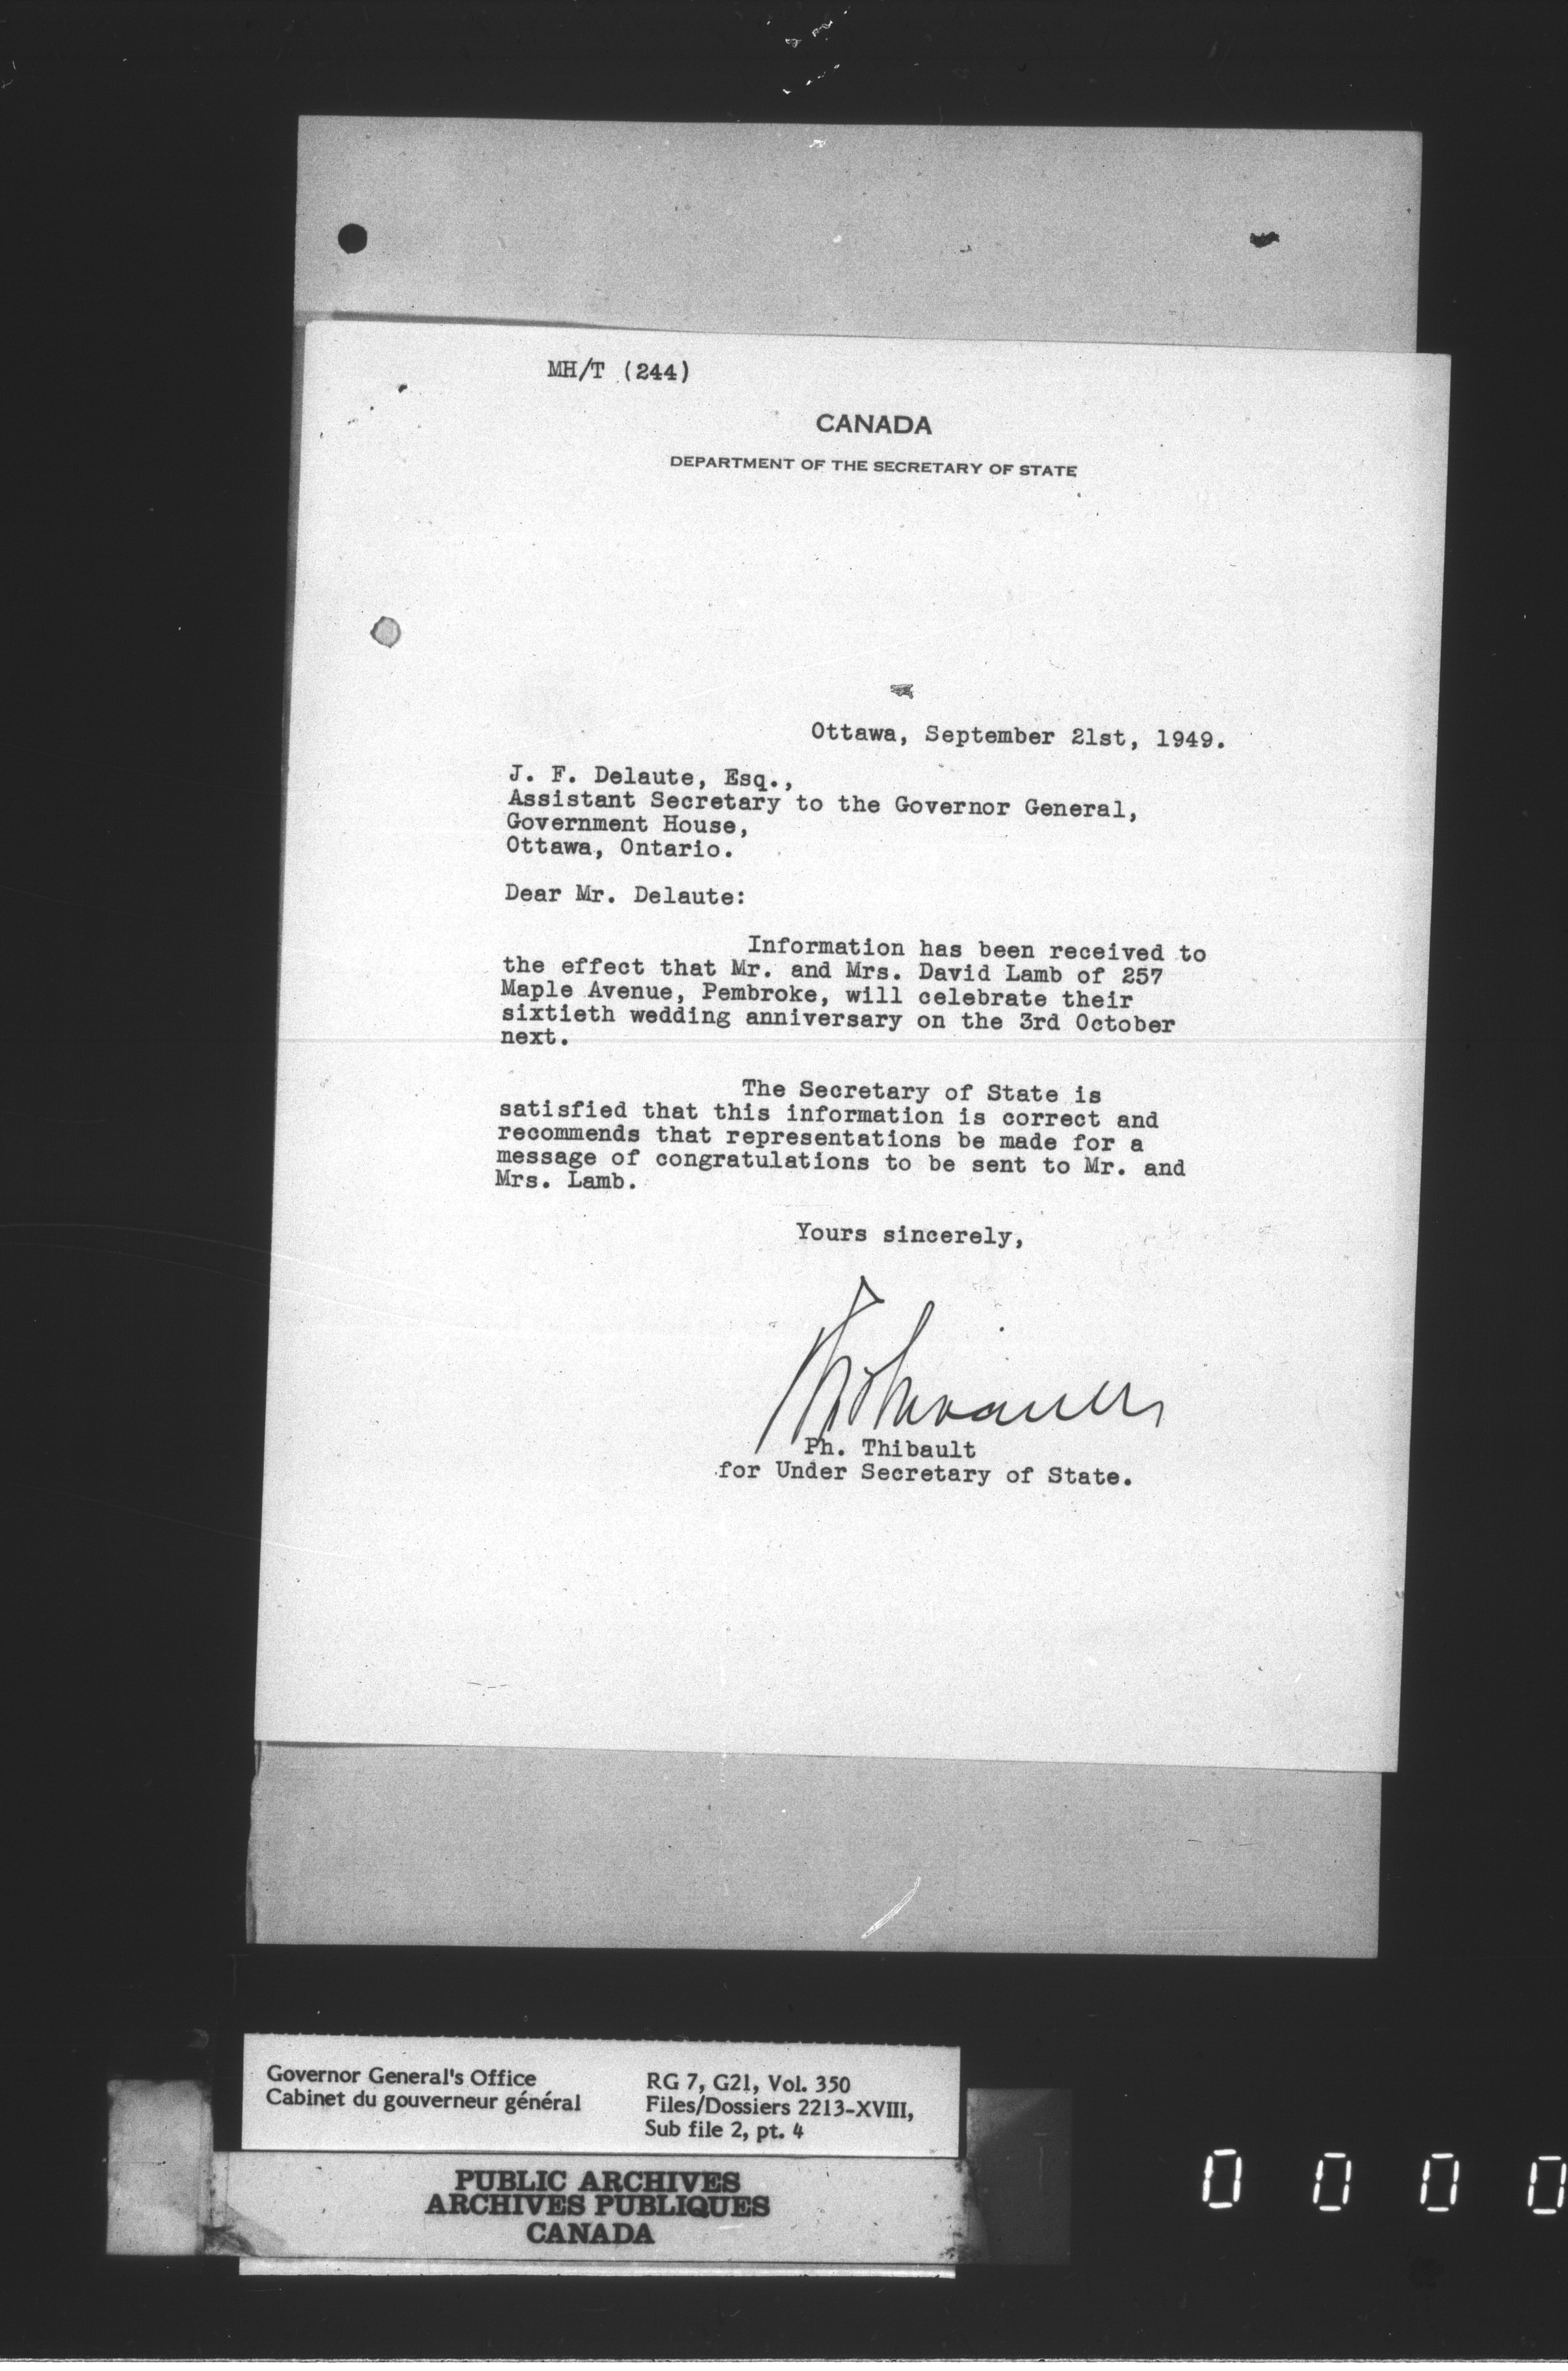 MH/T (244)
CANADA
DEPARTMENT OF THE SECRETARY OF STATE
Ottawa, September 21st, 1949.
J. F. Delaute, Esq.,
Assistant Secretary to the Governor General,
Government House,
Ottawa, Ontario.
Dear Mr. Delaute:
Information has been received to
the effect that Mr. and Mrs. David Lamb of 257
Maple Avenue, Pembroke, will celebrate their
sixtieth wedding anniversary on the 3rd October
next.
The Secretary of State is
satisfied that this information is correct and
recommends that representations be made for a
message of congratulations to be sent to Mr. and
Mrs. Lamb.
Yours sincerely,
Ph. Thibault
for Under Secretary of State.
Governor General's Office
Cabinet du gouverneur général
RG 7, G21, Vol. 350
Files/Dossiers 2213-XVIII,
Sub file 2, pt. 4
PUBLIC ARCHIVES
ARCHIVES PUBLIQUES
CANADA
0 0 0 0